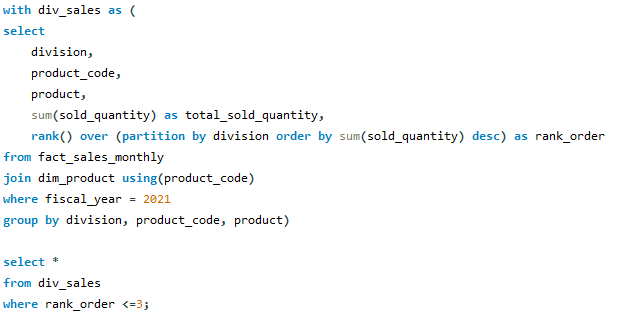 with div_sales as (
select
    division,
    product_code,
    product,
    sum(sold_quantity) as total_sold_quantity,
    rank() over (partition by division order by sum(sold_quantity) desc) as rank_order
from fact_sales_monthly
join dim_product using(product_code)
where fiscal_year = 2021
group by division, product_code, product)

select *
from div_sales
where rank_order <=3;